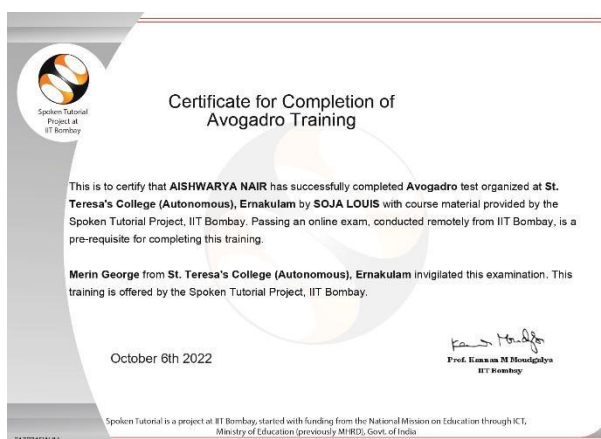 Spoken Tutorial
Project at
IIT Bombay
Certificate for Completion of
Avogadro Training
This is to certify that AISHWARYA NAIR has successfully completed Avogadro test organized at St.
Teresa's College (Autonomous), Ernakulam by SOJA LOUIS with course material provided by the
Spoken Tutorial Project, IIT Bombay. Passing an online exam, conducted remotely from IIT Bombay, is a
pre-requisite for completing this training.
Merin George from St. Teresa's College (Autonomous), Ernakulam invigilated this examination. This
training is offered by the Spoken Tutorial Project, IIT Bombay.
October 6th 2022
Prof. Kannan M Moudgalya
IIT Bombay
Spoken Tutorial is a project at IIT Bombay, started with funding from the National Mission on Education through ICT,
Ministry of Education (previously MHRD), Govt. of India